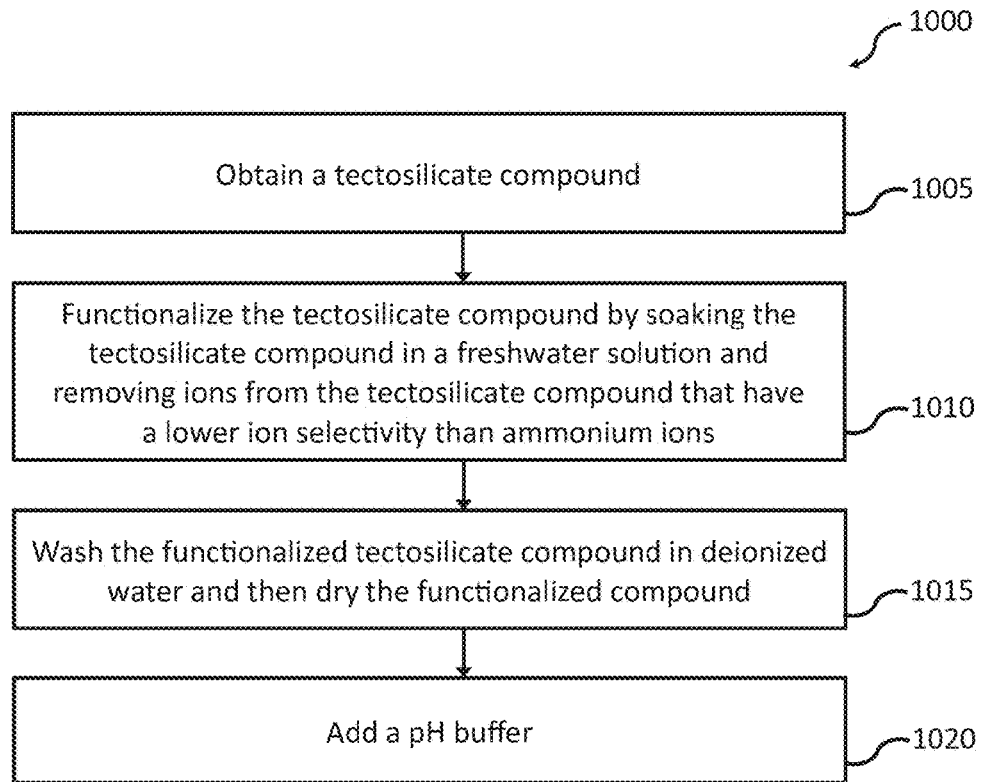 1000
Obtain a tectosilicate compound
1005
Functionalize the tectosilicate compound by soaking the
tectosilicate compound in a freshwater solution and
removing ions from the tectosilicate compound that have
a lower ion selectivity than ammonium ions
1010
Wash the functionalized tectosilicate compound in deionized
water and then dry the functionalized compound
1015
Add a pH buffer
1020